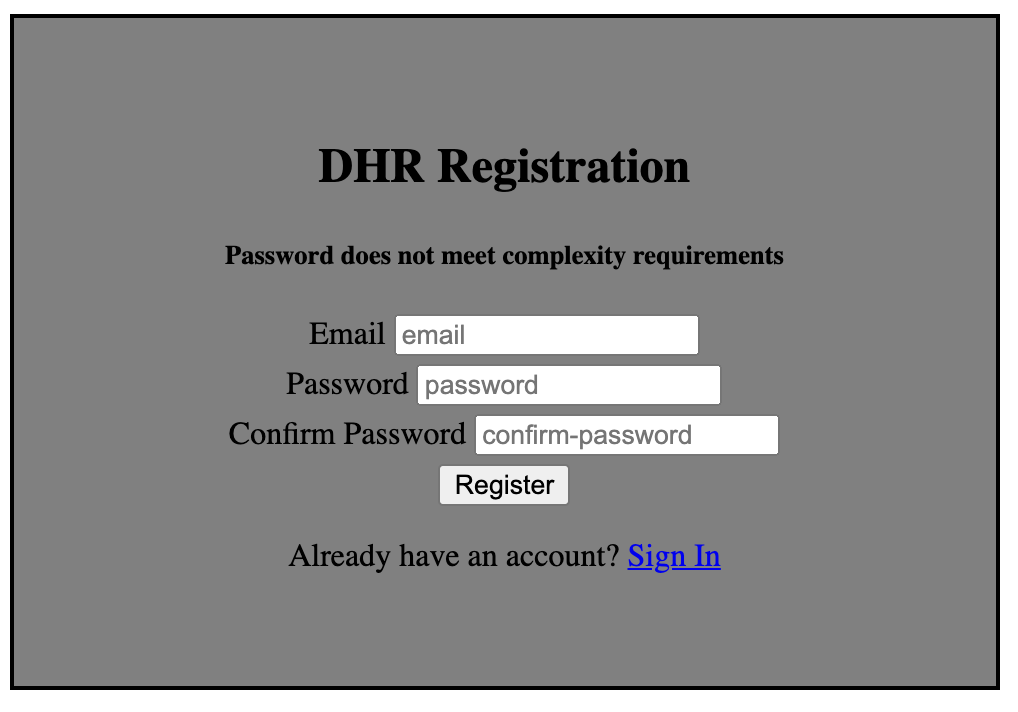 DHR Registration
Password does not meet complexity requirements
Email email
Password password
Confirm Password confirm-password
Register
Already have an account? Sign In